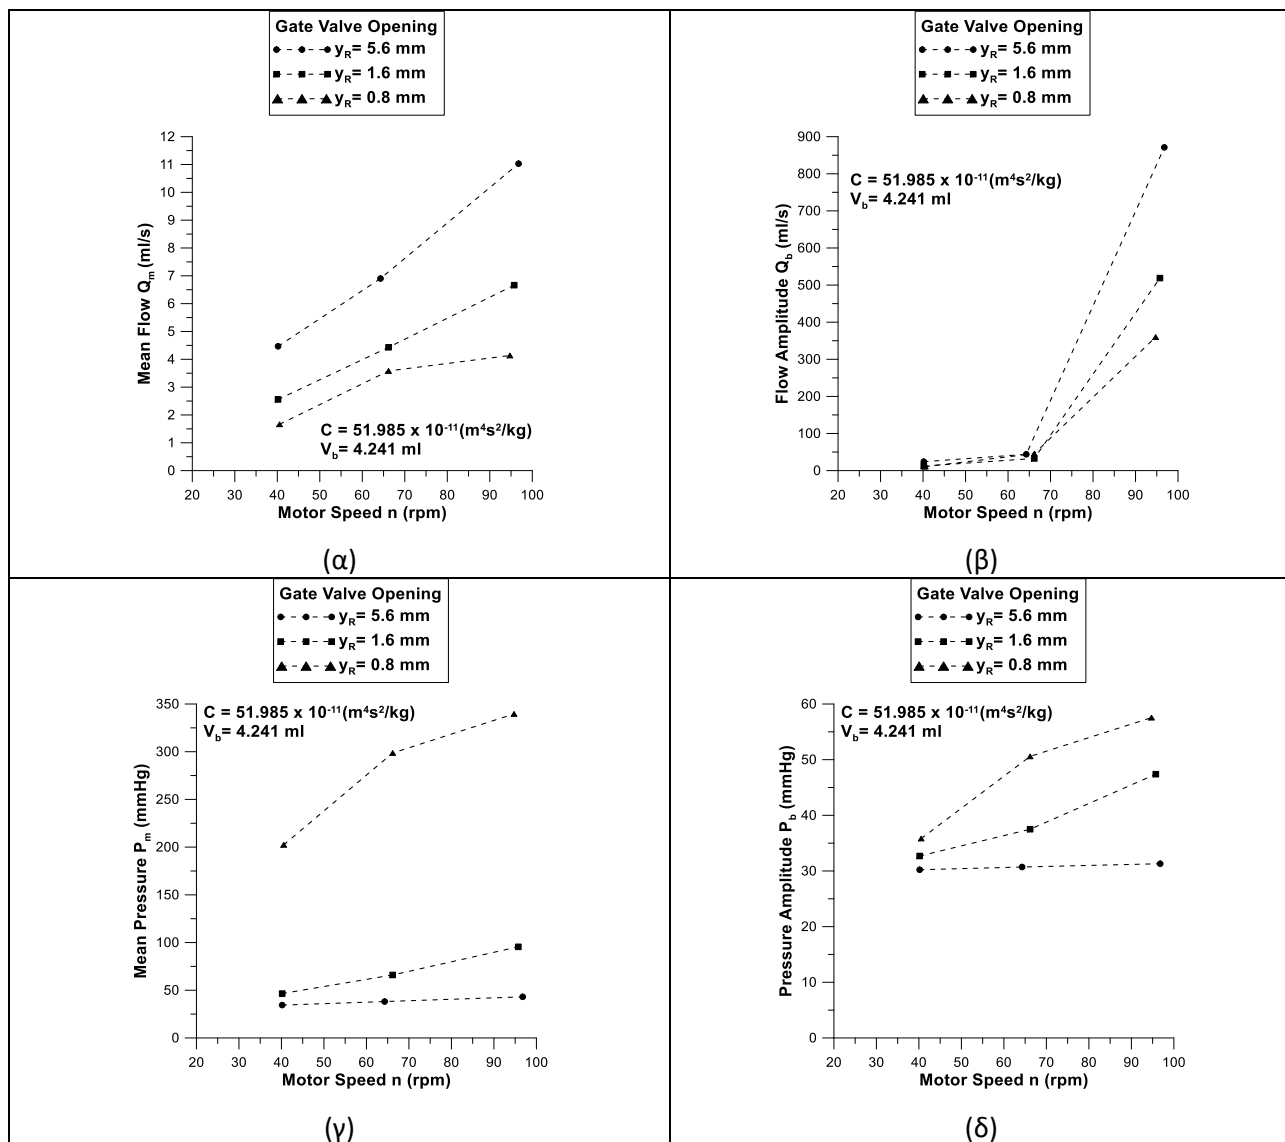 Gate Valve Opening
y_R= 5.6 mm
y_R= 1.6 mm
y_R= 0.8 mm
12
11
10
9
8
7
6
5
4
3
2
1
0
Mean Flow Q_m (ml/s)
C = 51.985 x 10^-11(m^4s^2/kg)
V_b= 4.241 ml
20 30 40 50 60 70 80 90 100
Motor Speed n (rpm)
(α)
Gate Valve Opening
y_R= 5.6 mm
y_R= 1.6 mm
y_R= 0.8 mm
900
800
700
600
500
400
300
200
100
0
Flow Amplitude Q_b (ml/s)
C = 51.985 x 10^-11(m^4s^2/kg)
V_b= 4.241 ml
20 30 40 50 60 70 80 90 100
Motor Speed n (rpm)
(β)
Gate Valve Opening
y_R= 5.6 mm
y_R= 1.6 mm
y_R= 0.8 mm
350
300
250
200
150
100
50
0
Mean Pressure P_m (mmHg)
C = 51.985 x 10^-11(m^4s^2/kg)
V_b= 4.241 ml
20 30 40 50 60 70 80 90 100
Motor Speed n (rpm)
(γ)
Gate Valve Opening
y_R= 5.6 mm
y_R= 1.6 mm
y_R= 0.8 mm
60
50
40
30
20
10
0
Pressure Amplitude P_b (mmHg)
C = 51.985 x 10^-11(m^4s^2/kg)
V_b= 4.241 ml
20 30 40 50 60 70 80 90 100
Motor Speed n (rpm)
(δ)